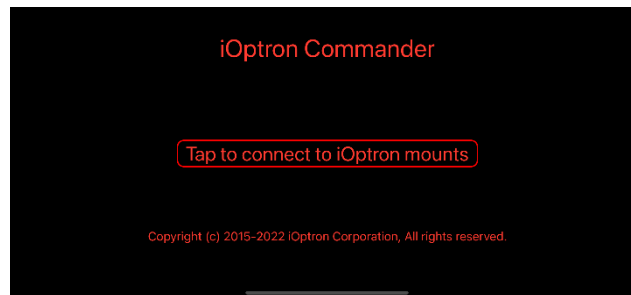 iOptron Commander
Tap to connect to iOptron mounts
Copyright (c) 2015-2022 iOptron Corporation, All rights reserved.